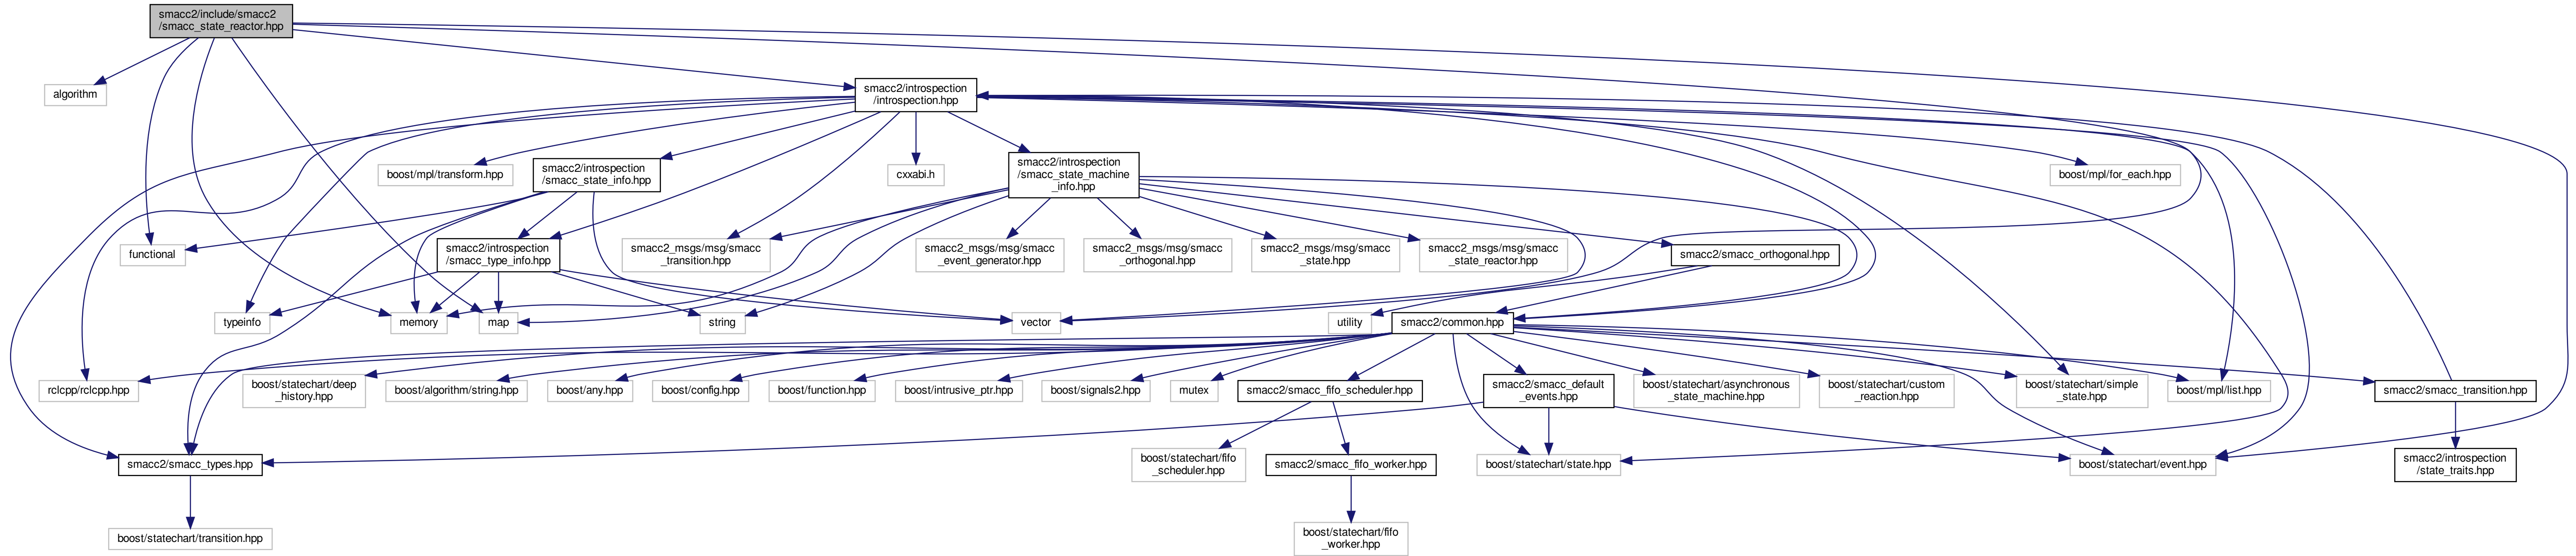 smacc2/include/smacc2
/smacc_state_reactor.hpp
algorithm
smacc2/introspection
/introspection.hpp
boost/mpl/transform.hpp
smacc2/introspection
/smacc_state_info.hpp
cxxabi.h
smacc2/introspection
/smacc_state_machine
_info.hpp
boost/mpl/for_each.hpp
functional
smacc2/introspection
/smacc_type_info.hpp
smacc2_msgs/msg/smacc
_transition.hpp
smacc2_msgs/msg/smacc
_event_generator.hpp
smacc2_msgs/msg/smacc
_orthogonal.hpp
smacc2_msgs/msg/smacc
_state.hpp
smacc2_msgs/msg/smacc
_state_reactor.hpp
smacc2/smacc_orthogonal.hpp
typeinfo
memory
map
string
vector
utility
smacc2/common.hpp
rclcpp/rclcpp.hpp
boost/statechart/deep
_history.hpp
boost/algorithm/string.hpp
boost/any.hpp
boost/config.hpp
boost/function.hpp
boost/intrusive_ptr.hpp
boost/signals2.hpp
mutex
smacc2/smacc_fifo_scheduler.hpp
smacc2/smacc_default
_events.hpp
boost/statechart/asynchronous
_state_machine.hpp
boost/statechart/custom
_reaction.hpp
boost/statechart/simple
_state.hpp
boost/mpl/list.hpp
smacc2/smacc_transition.hpp
smacc2/smacc_types.hpp
boost/statechart/fifo
_scheduler.hpp
smacc2/smacc_fifo_worker.hpp
boost/statechart/state.hpp
boost/statechart/event.hpp
smacc2/introspection
/state_traits.hpp
boost/statechart/transition.hpp
boost/statechart/fifo
_worker.hpp